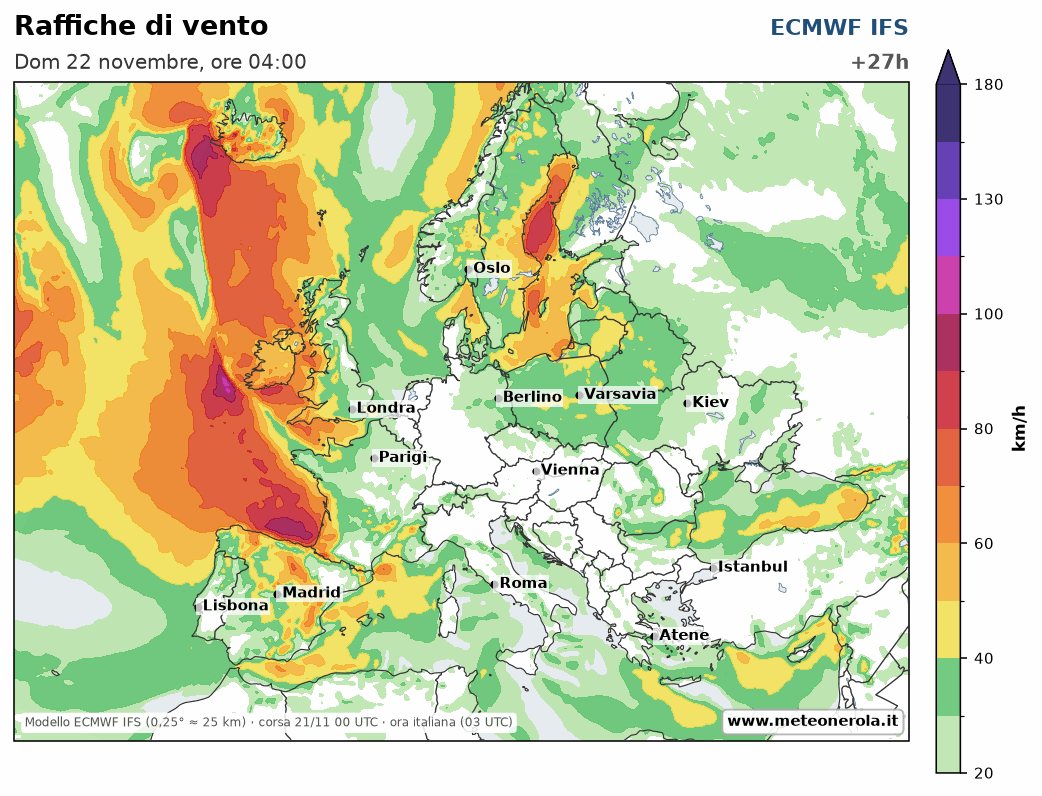 Raffiche di vento
ECMWF IFS
Dom 22 novembre, ore 04:00
+27h
180
130
100
80
60
40
20
km/h
Oslo
Londra
Berlino
Varsavia
Kiev
Parigi
Vienna
Istanbul
Roma
Madrid
Lisbona
Atene
Modello ECMWF IFS (0,25° ≈ 25 km) · corsa 21/11 00 UTC · ora italiana (03 UTC)
www.meteonerola.it